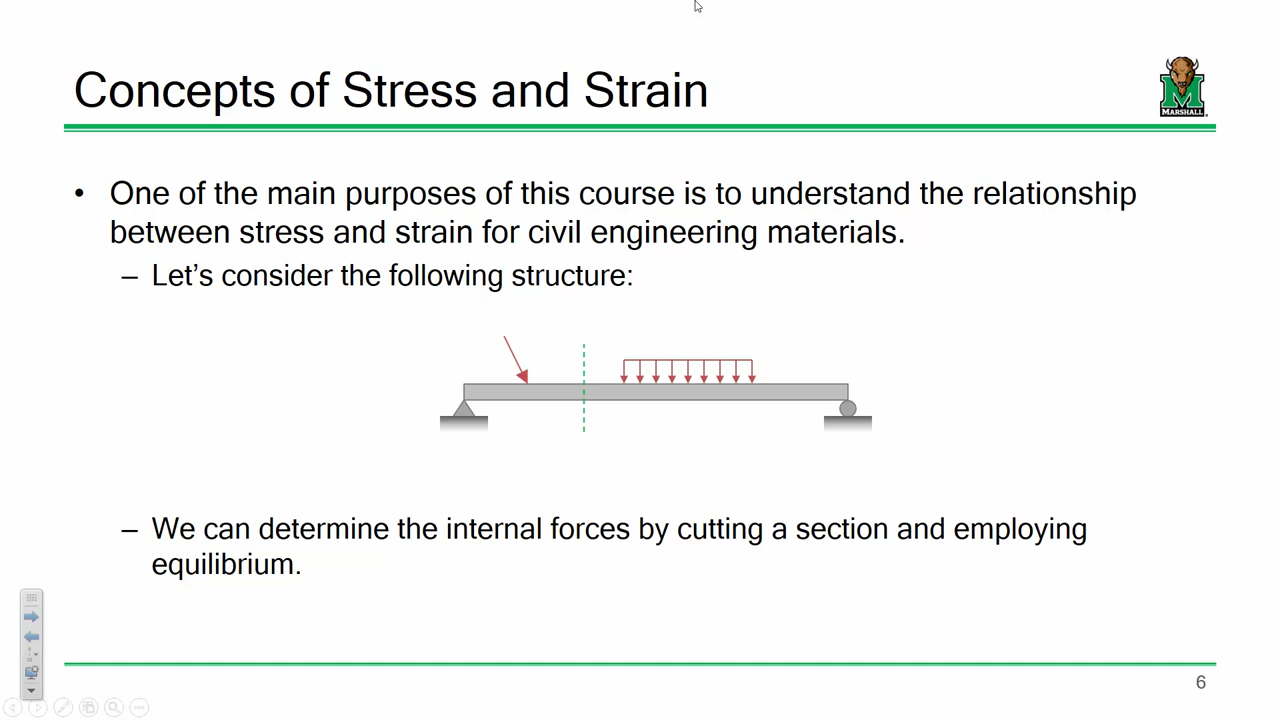 Concepts of Stress and Strain
MARSHALL
• One of the main purposes of this course is to understand the relationship
between stress and strain for civil engineering materials.
– Let’s consider the following structure:
– We can determine the internal forces by cutting a section and employing
equilibrium.
6